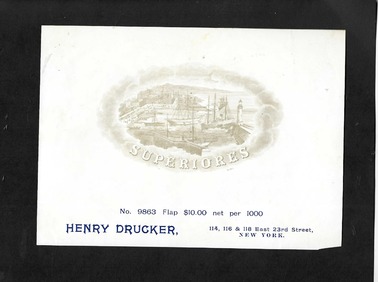 SUPERIORES
No. 9863 Flap $10.00 net per 1000
HENRY DRUCKER,
114, 116 & 118 East 23rd Street,
NEW YORK.